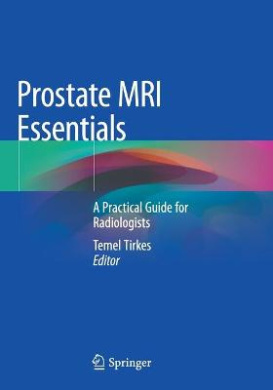 Prostate MRI
Essentials
A Practical Guide for
Radiologists
Temel Tirkes
Editor
Springer